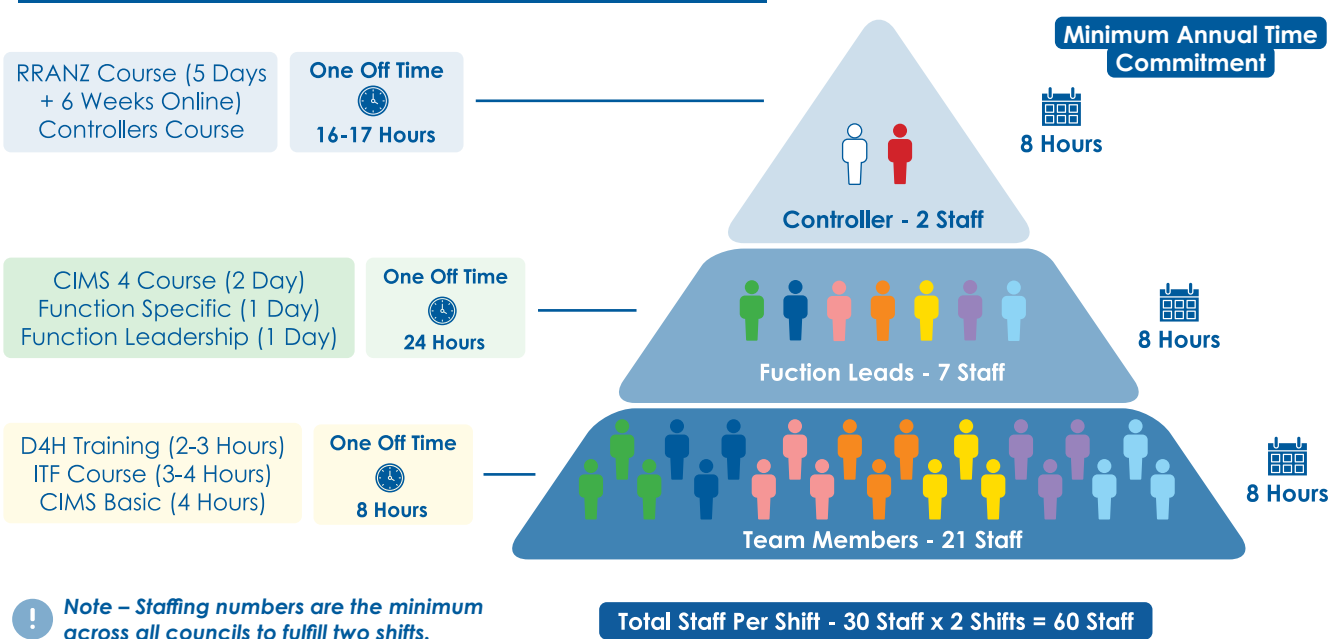 Minimum Annual Time
Commitment
RRANZ Course (5 Days
+ 6 Weeks Online)
Controllers Course
One Off Time
16-17 Hours
8 Hours
Controller - 2 Staff
CIMS 4 Course (2 Day)
Function Specific (1 Day)
Function Leadership (1 Day)
One Off Time
24 Hours
8 Hours
Fuction Leads - 7 Staff
D4H Training (2-3 Hours)
ITF Course (3-4 Hours)
CIMS Basic (4 Hours)
One Off Time
8 Hours
8 Hours
Team Members - 21 Staff
! Note – Staffing numbers are the minimum
across all councils to fulfill two shifts.
Total Staff Per Shift - 30 Staff x 2 Shifts = 60 Staff